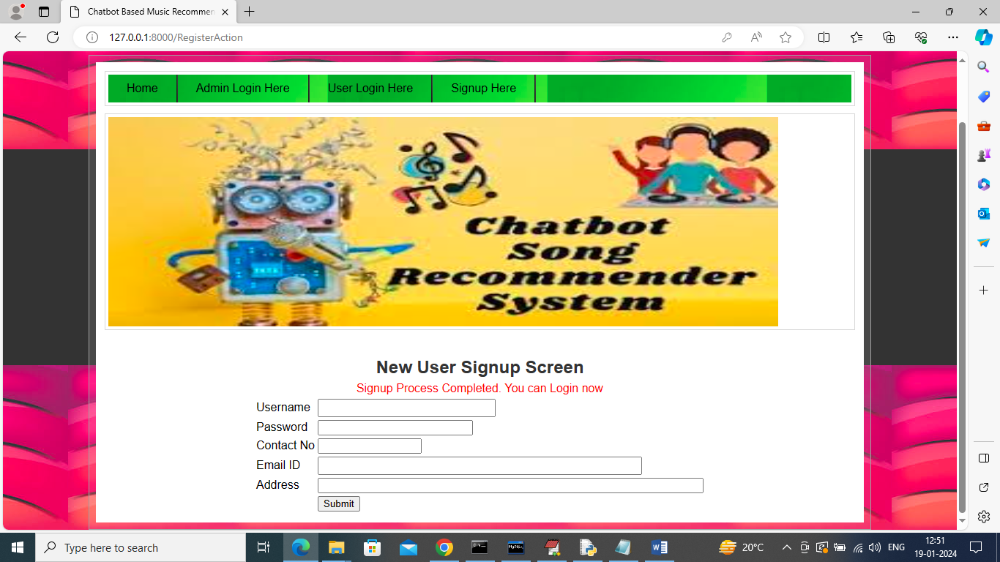 Chatbot Based Music Recommen
127.0.0.1:8000/RegisterAction
Home
Admin Login Here
User Login Here
Signup Here
Chatbot
Song
Recommender
System
New User Signup Screen
Signup Process Completed. You can Login now
Username
Password
Contact No
Email ID
Address
Submit
Type here to search
20°C
ENG
12:51
19-01-2024